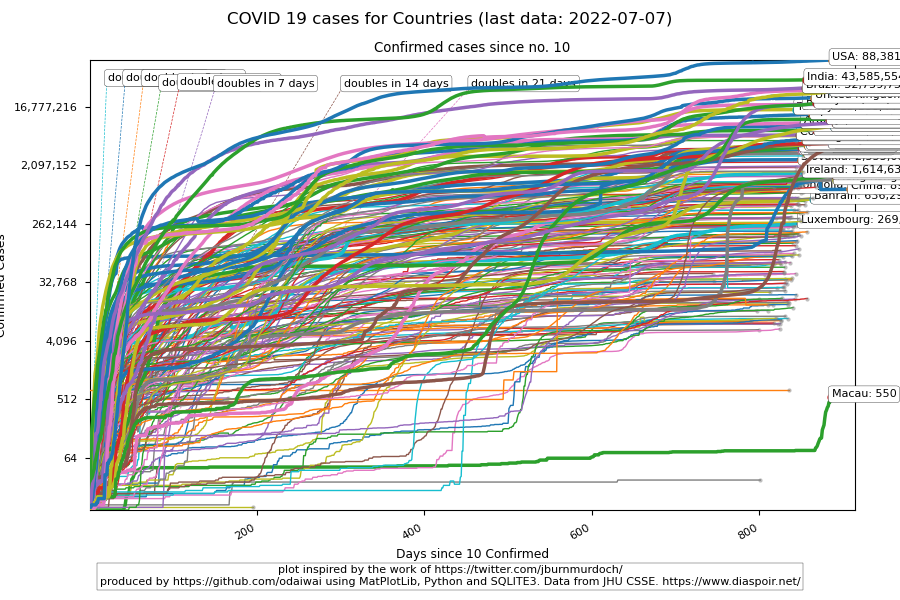 COVID 19 cases for Countries (last data: 2022-07-07)
Confirmed cases since no. 10
USA: 88,381
India: 43,585,554
doubles in 7 days
doubles in 14 days
doubles in 21 days
16,777,216
2,097,152
Ireland: 1,614,63
China: 8
Bahrain: 636,29
262,144
Luxembourg: 269,
Confirmed Cases
32,768
4,096
512
Macau: 550
64
200
400
600
800
Days since 10 Confirmed
plot inspired by the work of https://twitter.com/jburnmurdoch/
produced by https://github.com/odaiwai using MatPlotLib, Python and SQLITE3. Data from JHU CSSE. https://www.diaspoir.net/